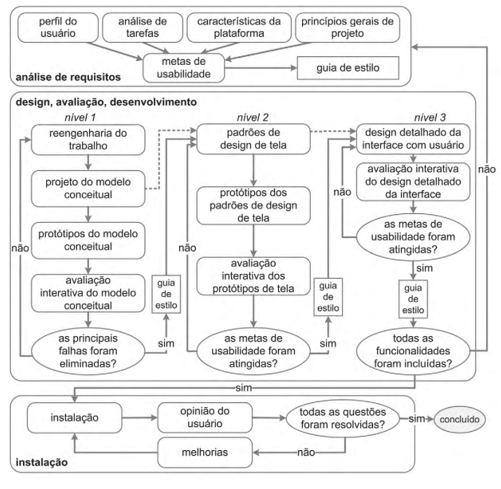 perfil do
usuário
análise de
tarefas
características da
plataforma
princípios gerais de
projeto
metas de
usabilidade
guia de estilo
análise de requisitos
design, avaliação, desenvolvimento
nível 1
reengenharia do
trabalho
projeto do modelo
conceitual
protótipos do modelo
conceitual
avaliação
interativa do modelo
conceitual
as principais
falhas foram
eliminadas?
não
sim
guia
de
estilo
nível 2
padrões de
design de tela
protótipos dos
padrões de design
de tela
avaliação
interativa dos
protótipos de tela
as metas de
usabilidade foram
atingidas?
não
sim
guia
de
estilo
nível 3
design detalhado da
interface com usuário
avaliação interativa
do design detalhado
da interface
as metas de
usabilidade foram
atingidas?
não
sim
guia
de
estilo
todas as
funcionalidades
foram incluídas?
não
sim
instalação
opinião do
usuário
todas as questões
foram resolvidas?
sim
concluído
não
melhorias
instalação